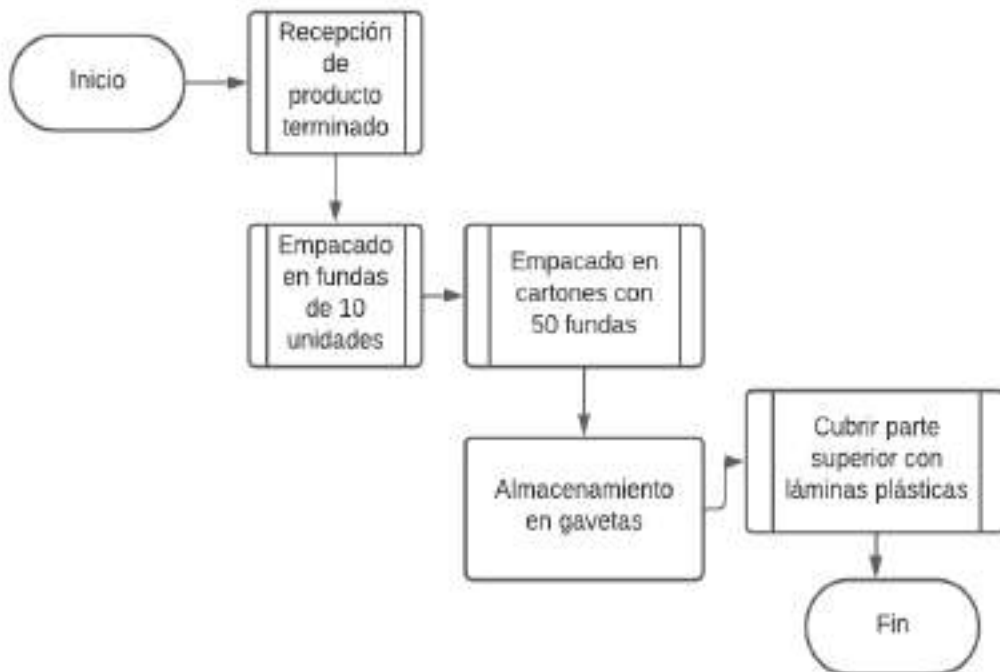 Inicio
Recepción
de
producto
terminado
Empacado
en fundas
de 10
unidades
Empacado en
cartones con
50 fundas
Almacenamiento
en gavetas
Cubrir parte
superior con
láminas plásticas
Fin